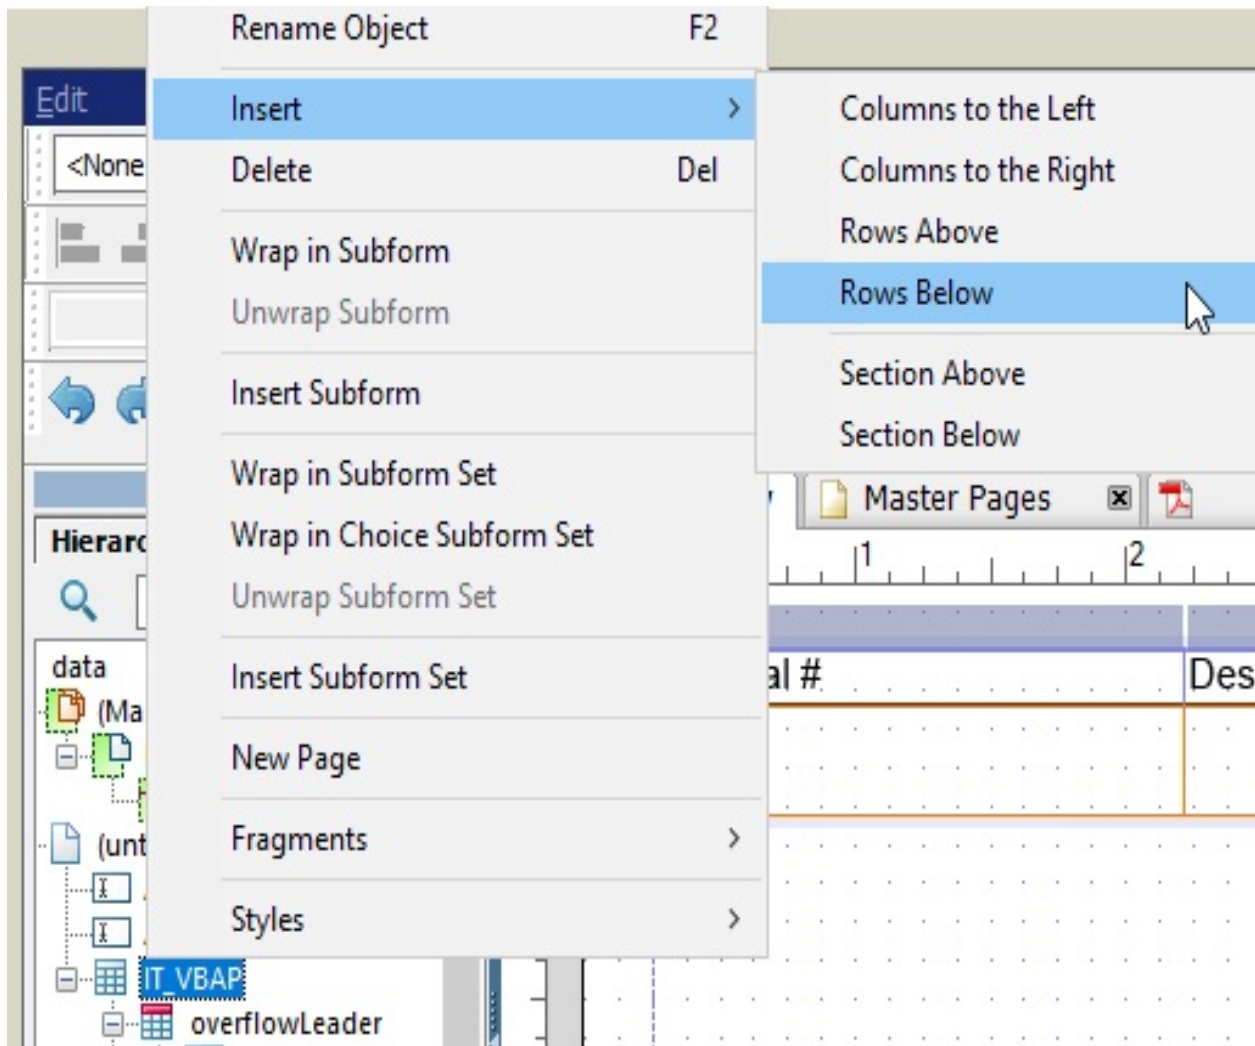 Rename Object F2
Edit
Insert
Columns to the Left
<None
Delete Del
Columns to the Right
Wrap in Subform
Rows Above
Unwrap Subform
Rows Below
Insert Subform
Section Above
Section Below
Wrap in Subform Set
Master Pages
Wrap in Choice Subform Set
Hierarc
1 2
Unwrap Subform Set
data
Insert Subform Set
al #
Des
(Ma
New Page
Fragments
(unt
Styles
IT_VBAP
overflowLeader